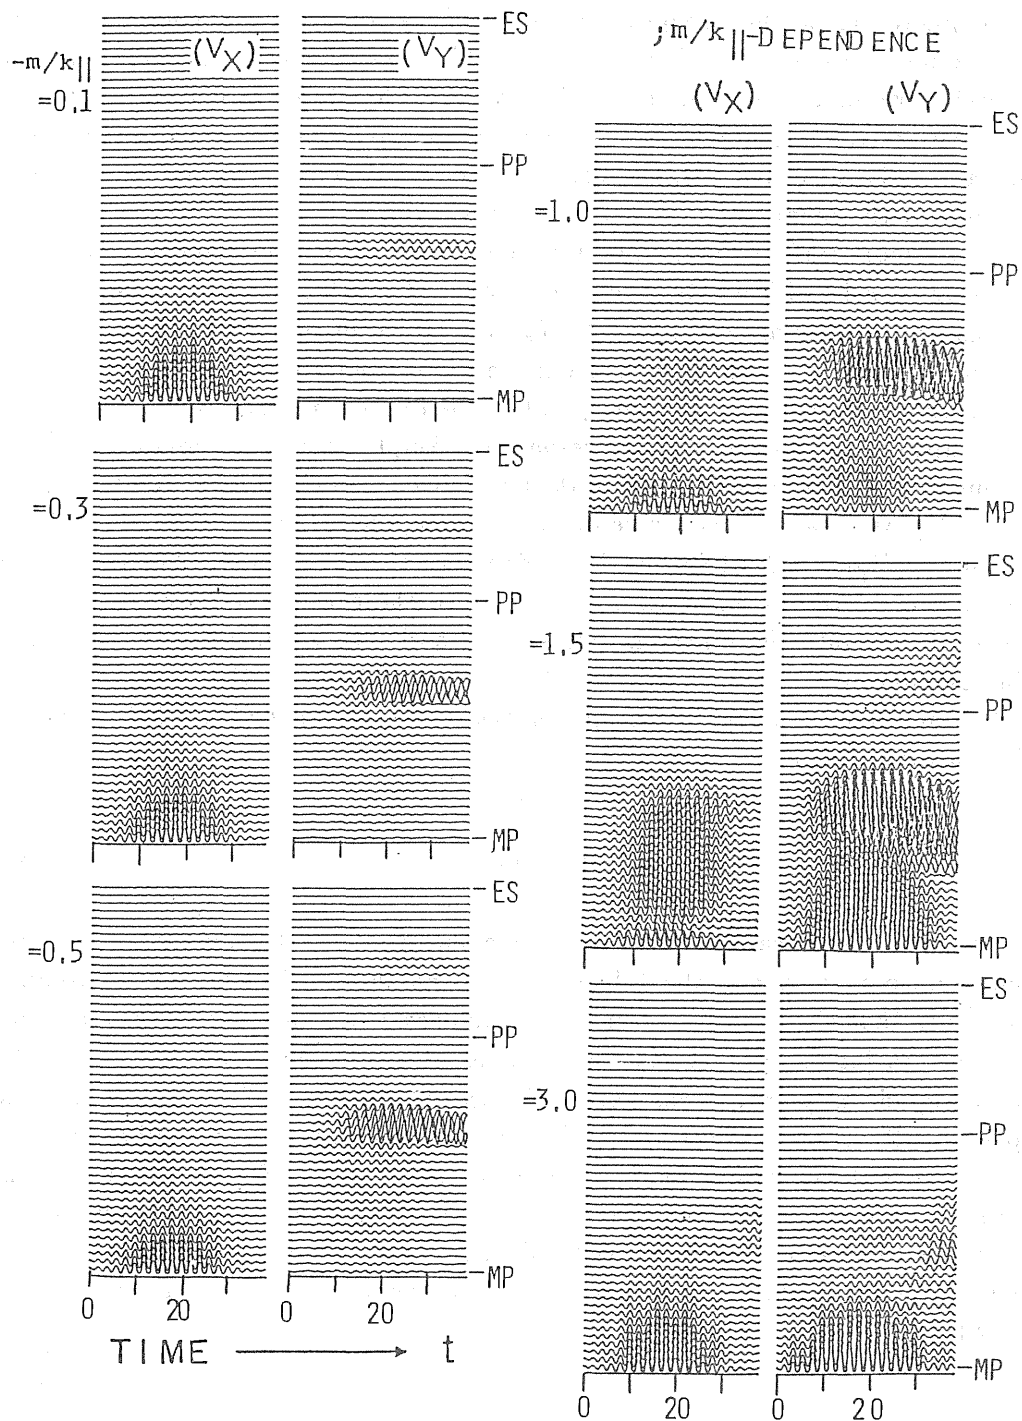 ;m/k||-DEPENDENCE
-m/k||
=0.1
(VX)
(VY)
ES
PP
MP
=0.3
ES
PP
MP
=0.5
ES
PP
MP
0
20
0
20
TIME
t
(VX)
(VY)
=1.0
ES
PP
MP
=1.5
ES
PP
MP
=3.0
ES
PP
MP
0
20
0
20